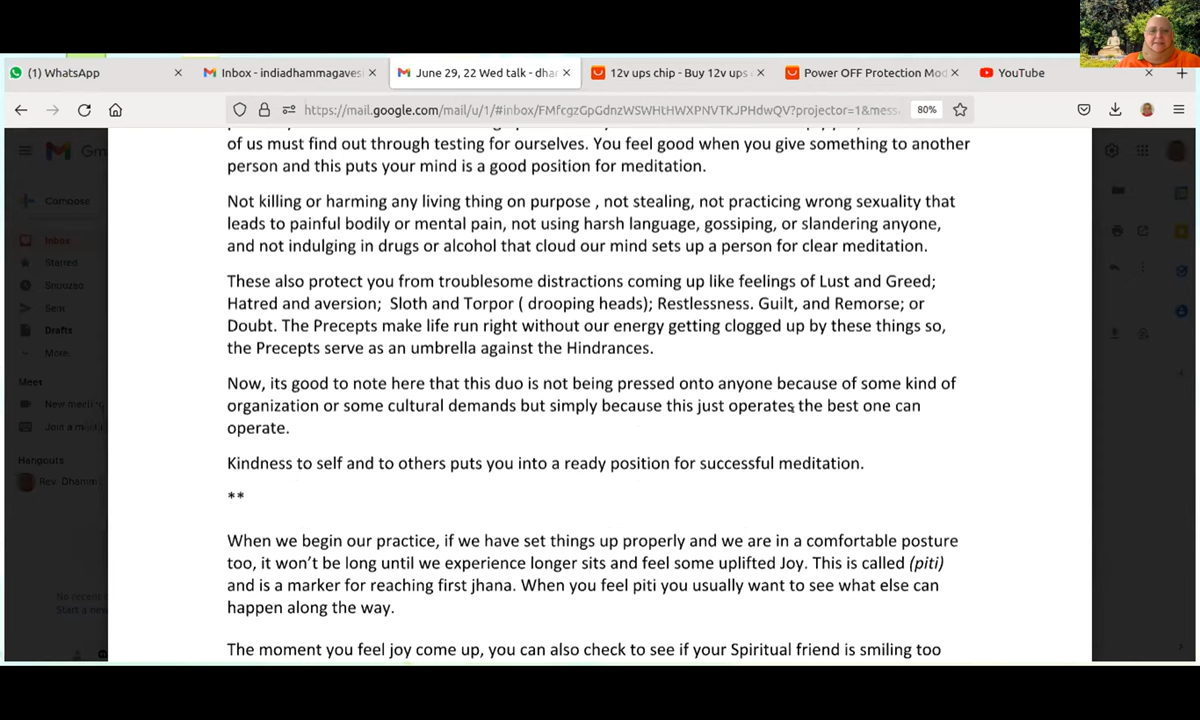 (1) WhatsApp
Inbox - indiadhammagavesi
June 29, 22 Wed talk - dha
12v ups chip - Buy 12v ups
Power OFF Protection Mod
YouTube
80%
Gm
Compose
Inbox
Starred
Snoozed
Sent
Drafts
More
Meet
Join a
Hangouts
No recent
Start a new
of us must find out through testing for ourselves. You feel good when you give something to another
person and this puts your mind is a good position for meditation.
Not killing or harming any living thing on purpose , not stealing, not practicing wrong sexuality that
leads to painful bodily or mental pain, not using harsh language, gossiping, or slandering anyone,
and not indulging in drugs or alcohol that cloud our mind sets up a person for clear meditation.
These also protect you from troublesome distractions coming up like feelings of Lust and Greed;
Hatred and aversion; Sloth and Torpor ( drooping heads); Restlessness. Guilt, and Remorse; or
Doubt. The Precepts make life run right without our energy getting clogged up by these things so,
the Precepts serve as an umbrella against the Hindrances.
Now, its good to note here that this duo is not being pressed onto anyone because of some kind of
organization or some cultural demands but simply because this just operates the best one can
operate.
Kindness to self and to others puts you into a ready position for successful meditation.
**
When we begin our practice, if we have set things up properly and we are in a comfortable posture
too, it won't be long until we experience longer sits and feel some uplifted Joy. This is called (piti)
and is a marker for reaching first jhana. When you feel piti you usually want to see what else can
happen along the way.
The moment you feel joy come up, you can also check to see if your Spiritual friend is smiling too